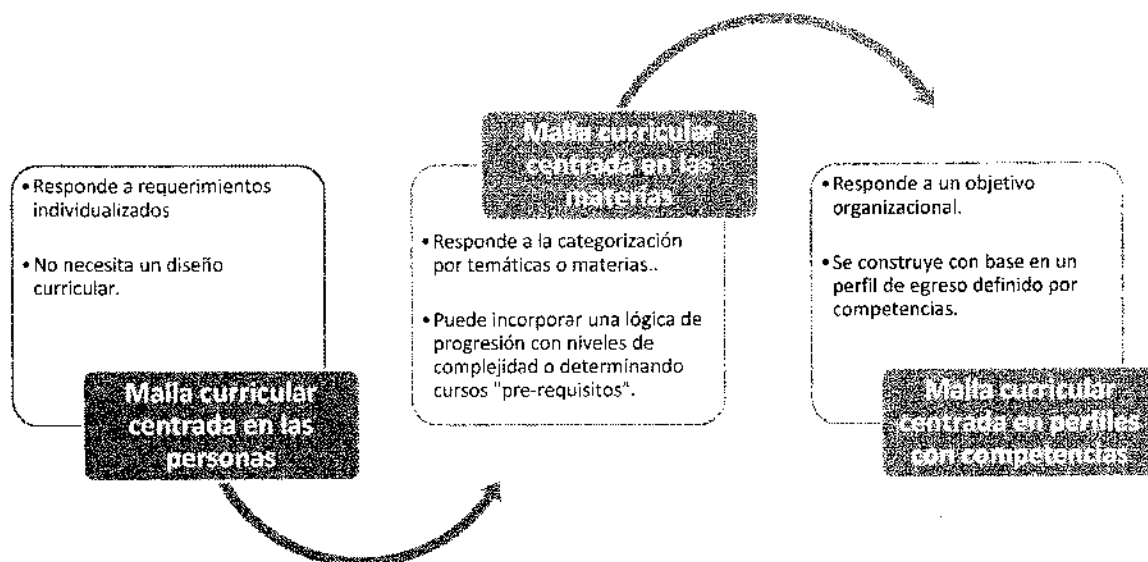 • Responde a requerimientos
individualizados
• No necesita un diseño
curricular.
Malla curricular
centrada en las
personas
Malla curricular
centrada en las
materias
• Responde a la categorización
por temáticas o materias..
• Puede incorporar una lógica de
progresión con niveles de
complejidad o determinando
cursos "pre-requisitos".
• Responde a un objetivo
organizacional.
• Se construye con base en un
perfil de egreso definido por
competencias.
Malla curricular
centrada en perfiles
con competencias